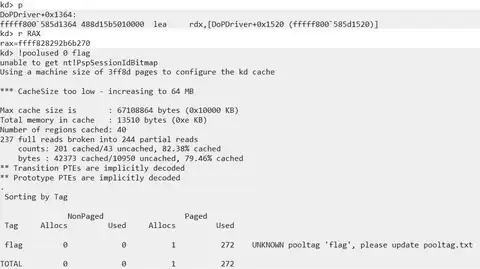 kd> p
DoPDriver+0x1364:
fffff800`585d1364 488d15b5010000  lea     rdx,[DoPDriver+0x1520 (fffff800`585d1520)]
kd> r RAX
rax=ffff828292b6b270
kd> !poolused 0 flag
unable to get nt!PspSessionIdBitmap
Using a machine size of 3ff8d pages to configure the kd cache

*** CacheSize too low - increasing to 64 MB

Max cache size is       : 67108864 bytes (0x10000 KB)
Total memory in cache   : 13510 bytes (0xe KB)
Number of regions cached: 40
237 full reads broken into 244 partial reads
    counts: 201 cached/43 uncached, 82.38% cached
    bytes : 42373 cached/10950 uncached, 79.46% cached
** Transition PTEs are implicitly decoded
** Prototype PTEs are implicitly decoded
.
 Sorting by Tag

            NonPaged                  Paged
 Tag     Allocs         Used     Allocs         Used

 flag         0            0          1          272    UNKNOWN pooltag 'flag', please update pooltag.txt

TOTAL         0            0          1          272